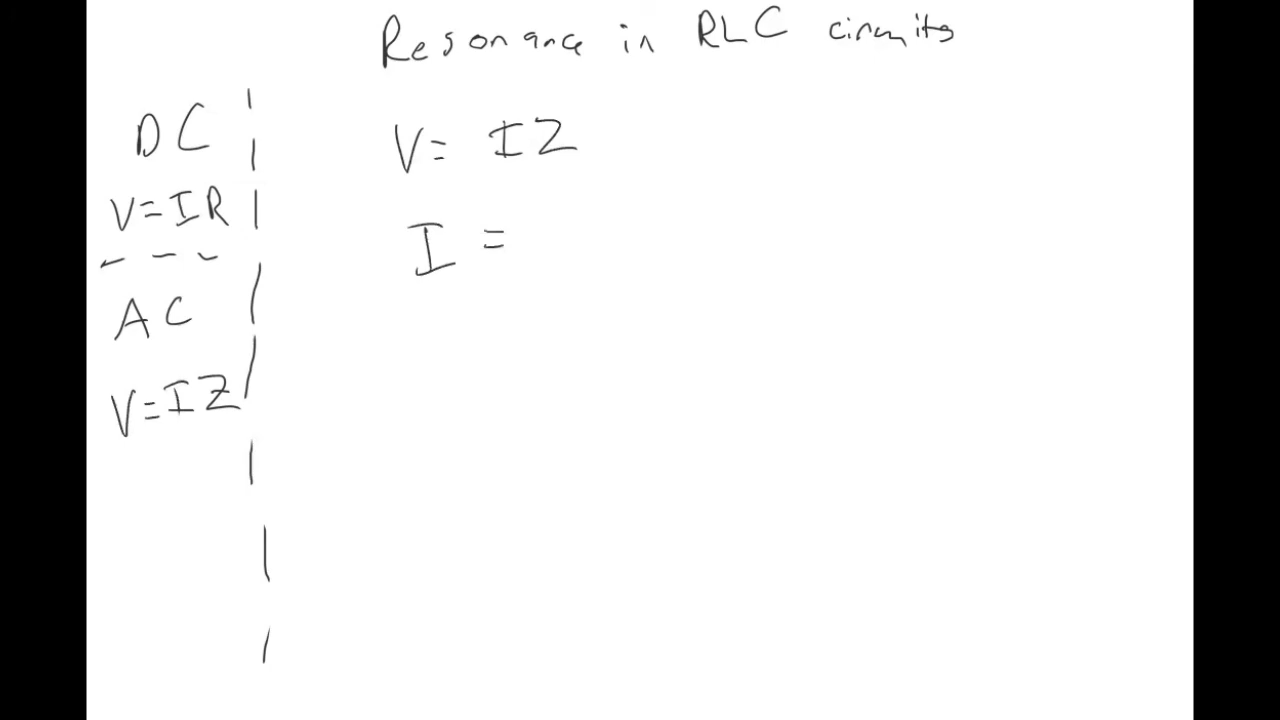 Resonance in RLC circuits
DC
V=IR
AC
V=IZ
V= IZ
I =